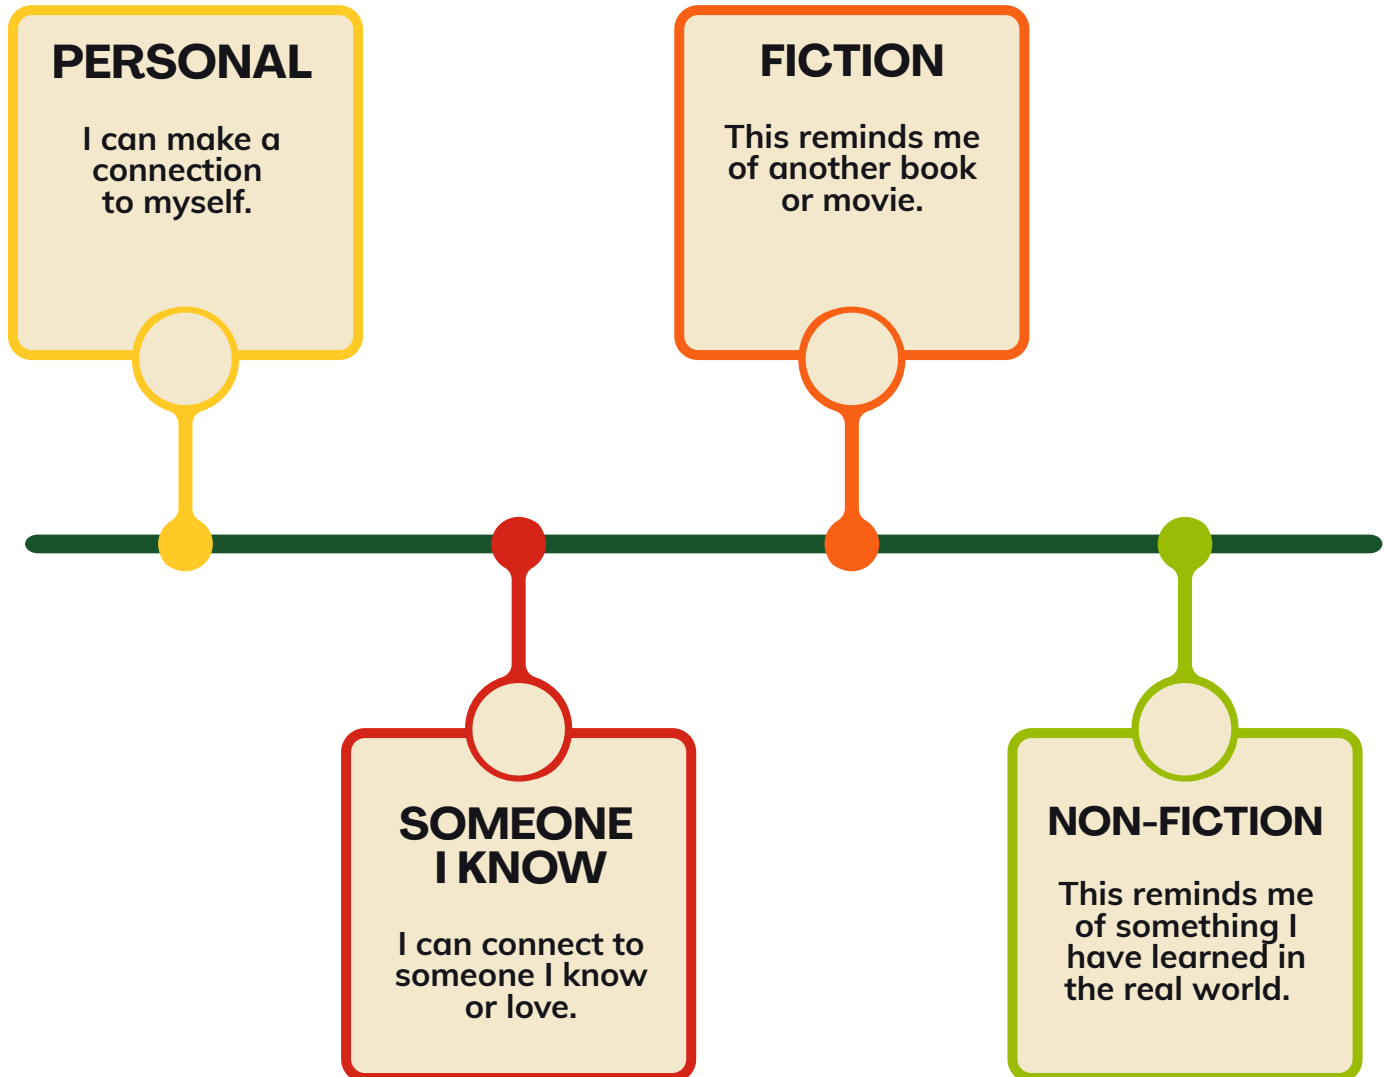 PERSONAL
I can make a
connection
to myself.
SOMEONE
I KNOW
I can connect to
someone I know
or love.
FICTION
This reminds me
of another book
or movie.
NON-FICTION
This reminds me
of something I
have learned in
the real world.